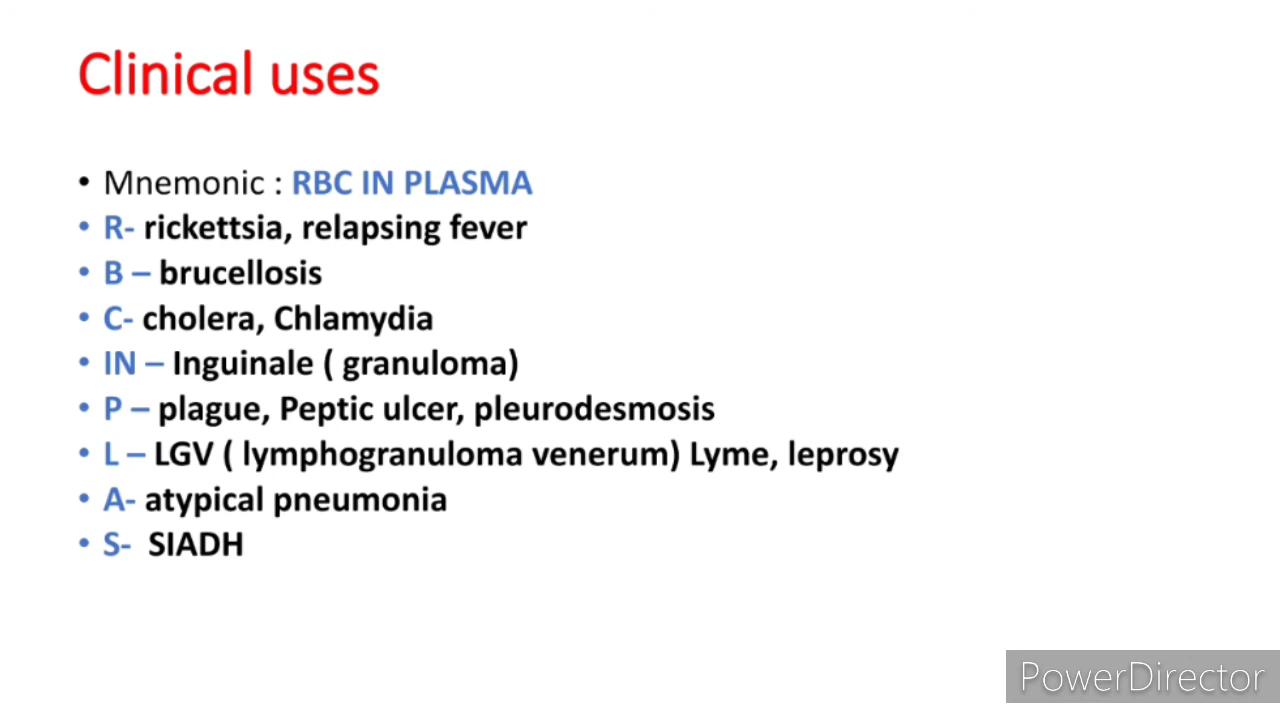 Clinical uses
• Mnemonic : RBC IN PLASMA
• R- rickettsia, relapsing fever
• B – brucellosis
• C- cholera, Chlamydia
• IN – Inguinale ( granuloma)
• P – plague, Peptic ulcer, pleurodesmosis
• L – LGV ( lymphogranuloma venerum) Lyme, leprosy
• A- atypical pneumonia
• S-  SIADH
PowerDirector